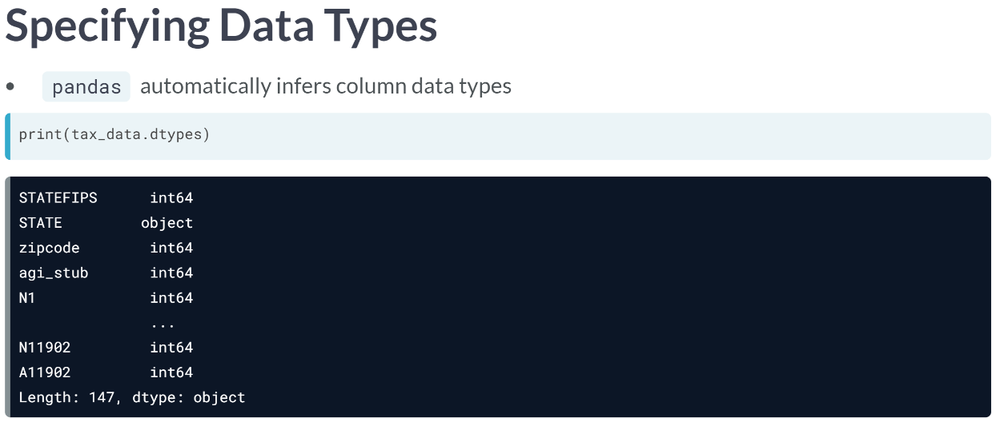 Specifying Data Types
• pandas automatically infers column data types
print(tax_data.dtypes)
STATEFIPS      int64
STATE         object
zipcode        int64
agi_stub       int64
N1             int64
               ...
N11902         int64
A11902         int64
Length: 147, dtype: object